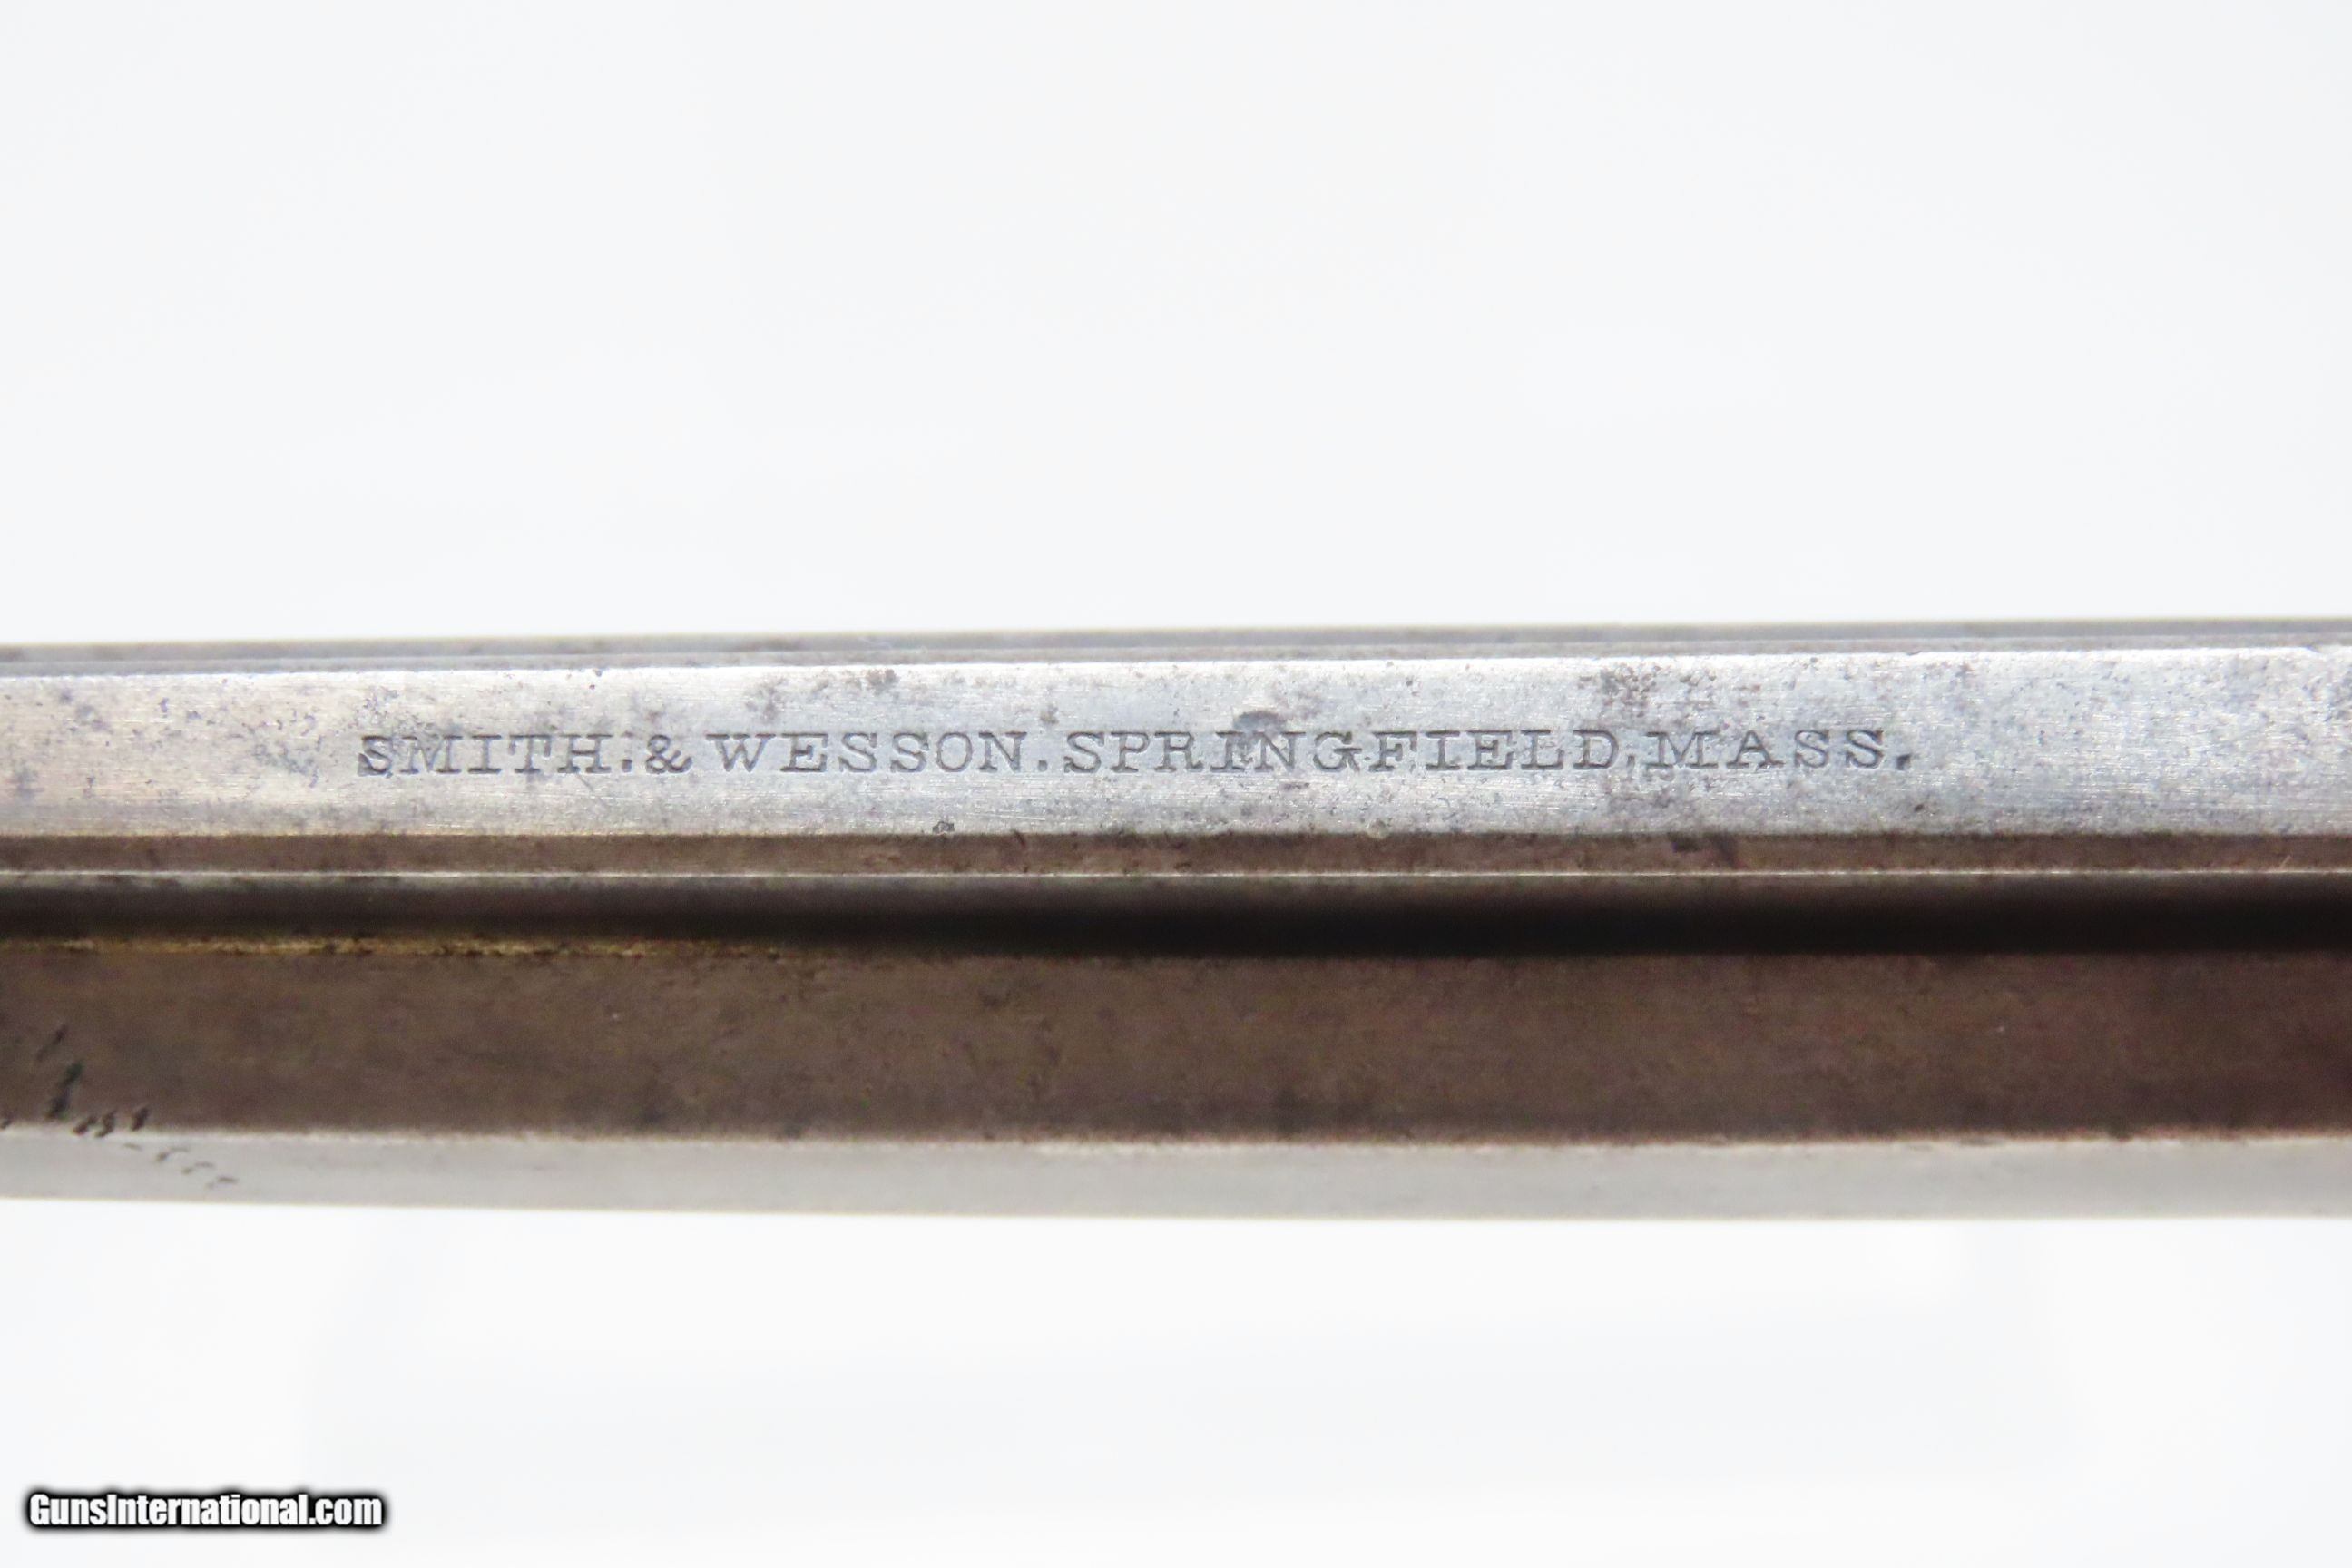 SMITH.& WESSON.SPRINGFIELD.MASS.
GunsInternational.com